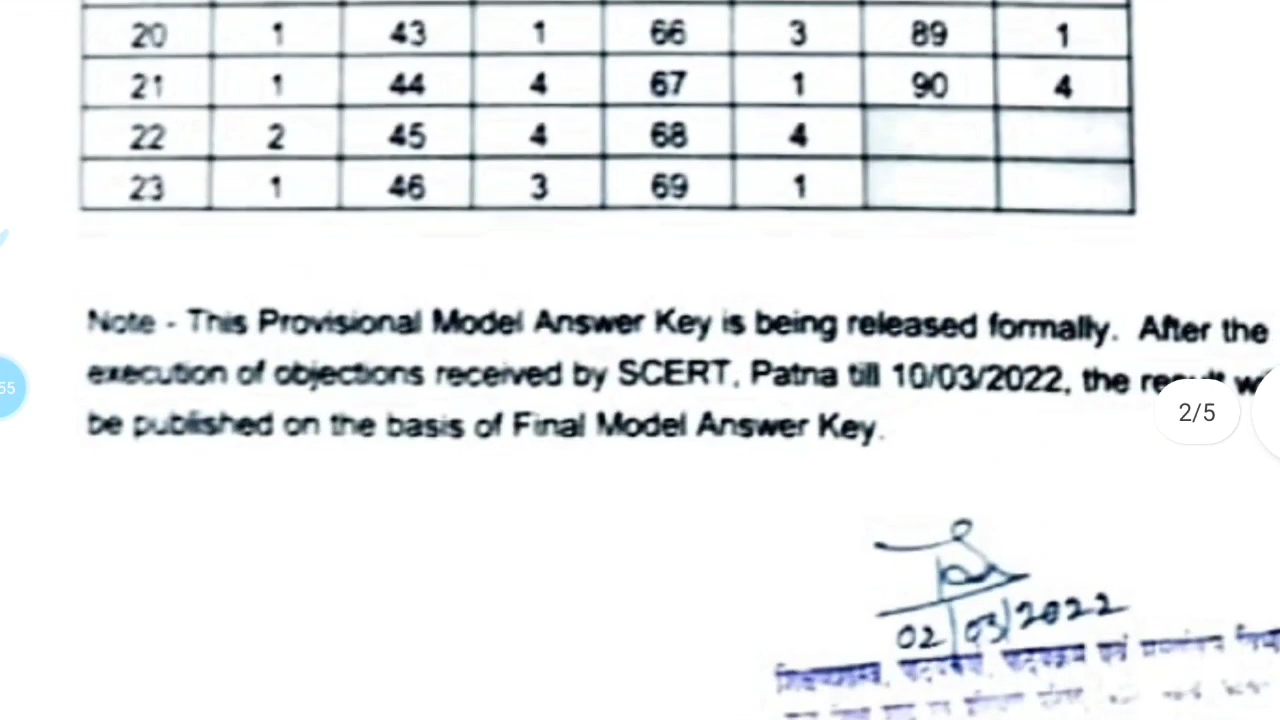 20 1 43 1 66 3 89 1
21 1 44 4 67 1 90 4
22 2 45 4 68 4
23 1 46 3 69 1
Note - This Provisional Model Answer Key is being released formally. After the
execution of objections received by SCERT, Patna till 10/03/2022, the
be published on the basis of Final Model Answer Key.
55
2/5
02/03/2022
एवं